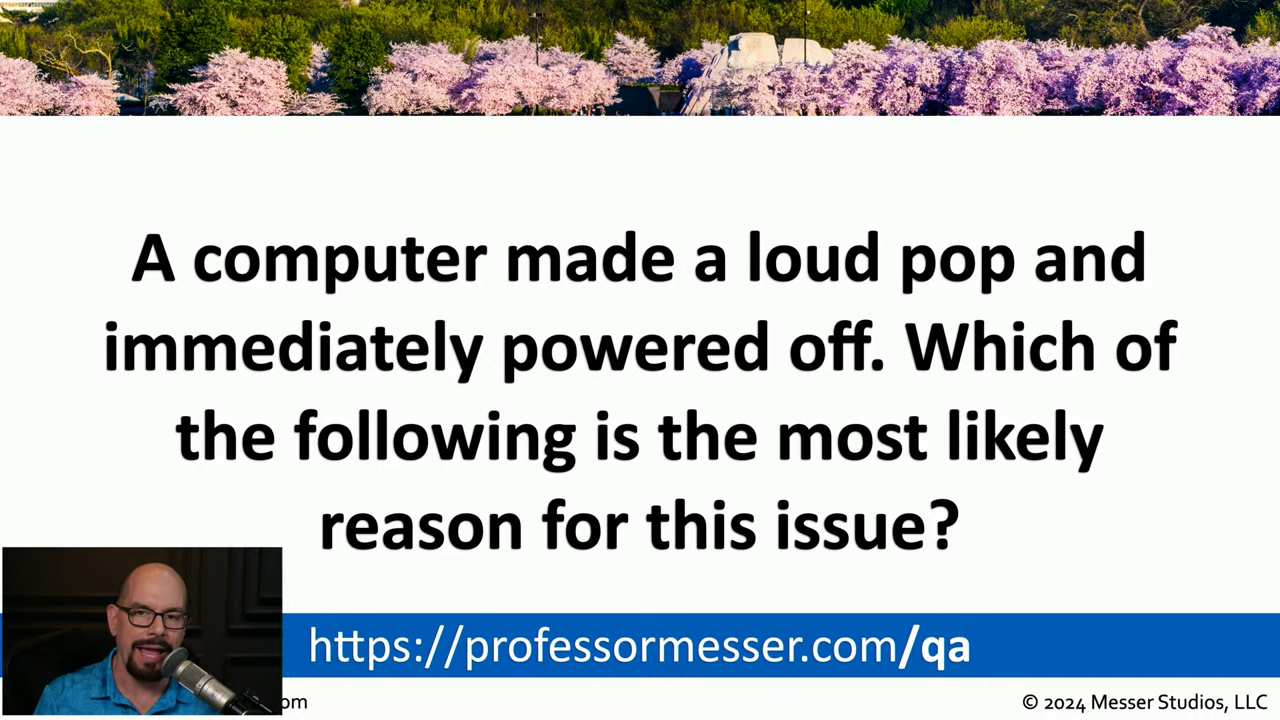 A computer made a loud pop and
immediately powered off. Which of
the following is the most likely
reason for this issue?
https://professormesser.com/qa
om
© 2024 Messer Studios, LLC